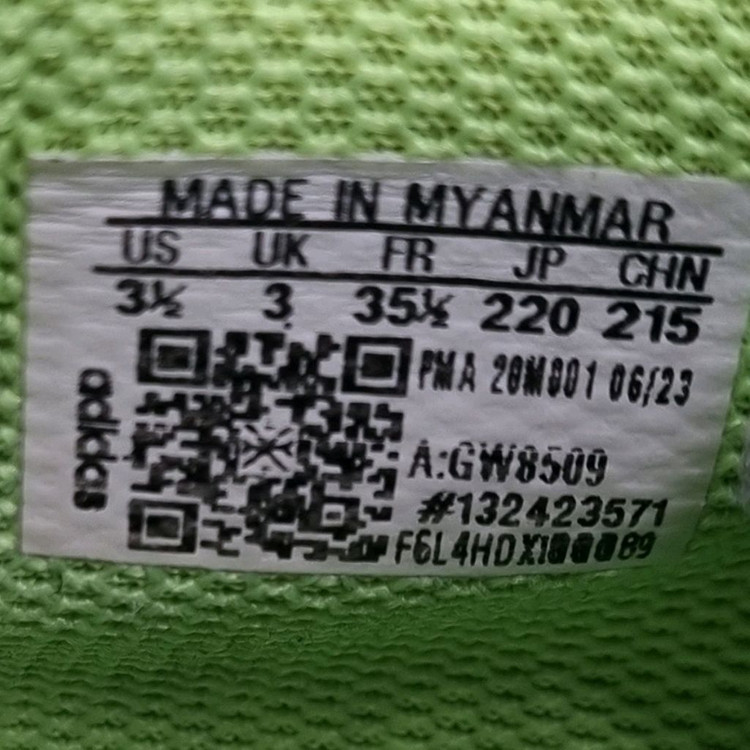 MADE IN MYANMAR
US UK FR JP CHN
3½ 3 35½ 220 215
adidas
PMA 06/23
A:GW8509
#132423571